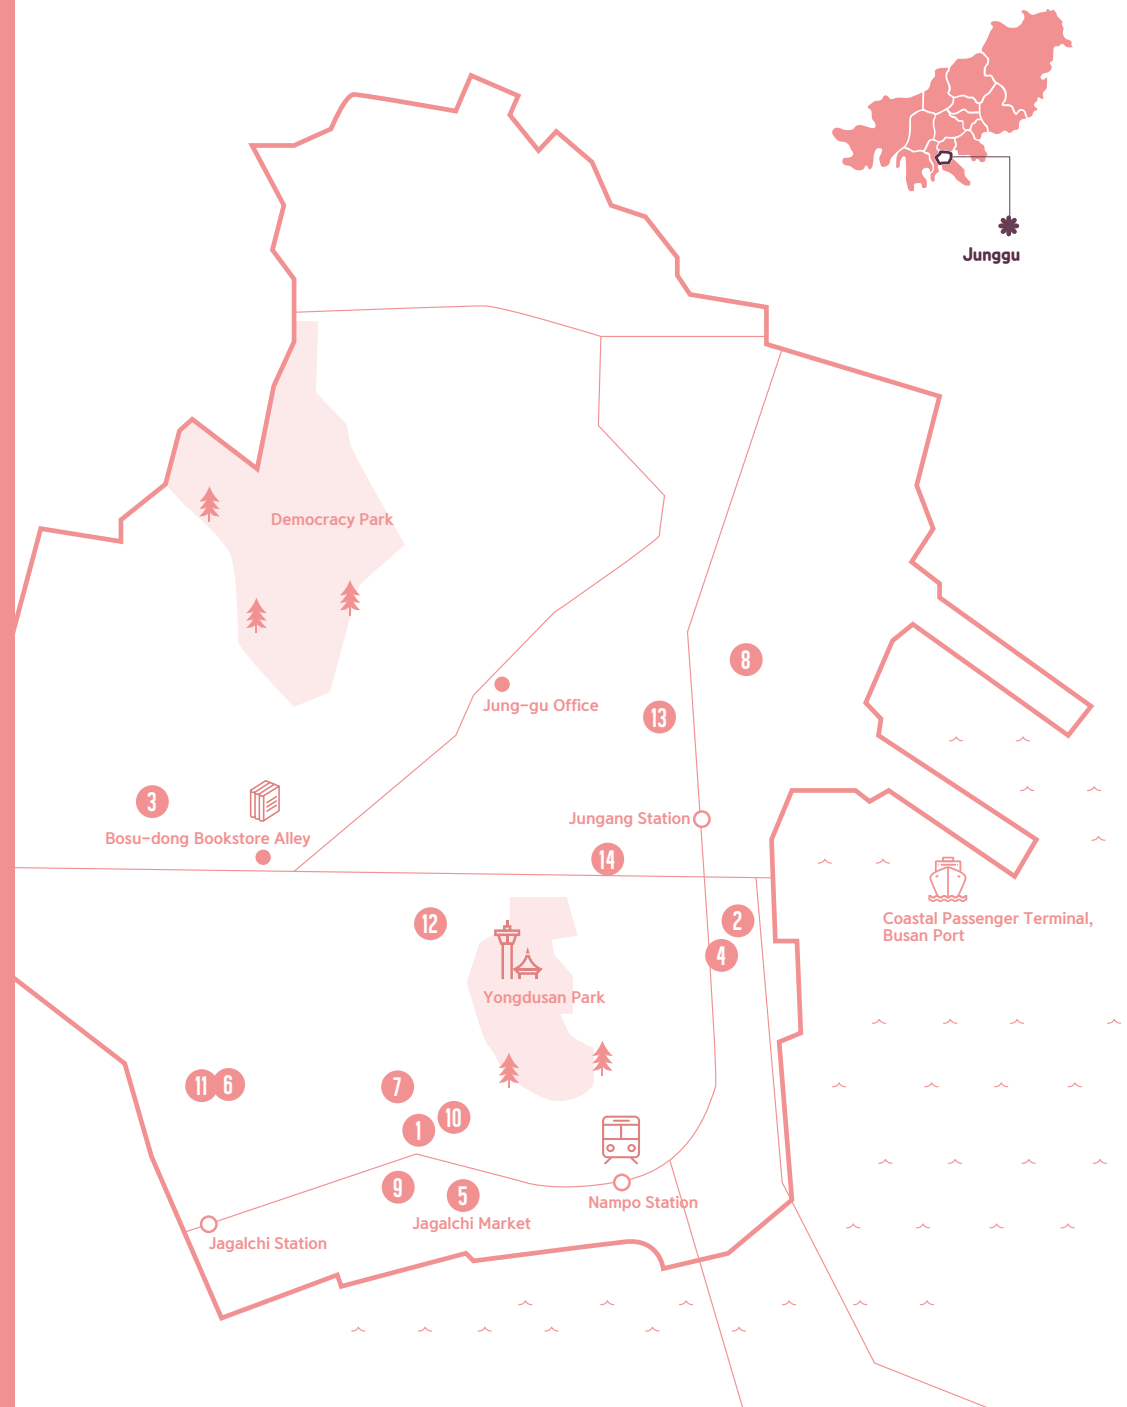 Junggu
Democracy Park
8
Jung-gu Office
13
3
Bosu-dong Bookstore Alley
Jungang Station
14
12
2
Coastal Passenger Terminal,
Busan Port
4
Yongdusan Park
11
6
7
10
1
9
5
Nampo Station
Jagalchi Market
Jagalchi Station